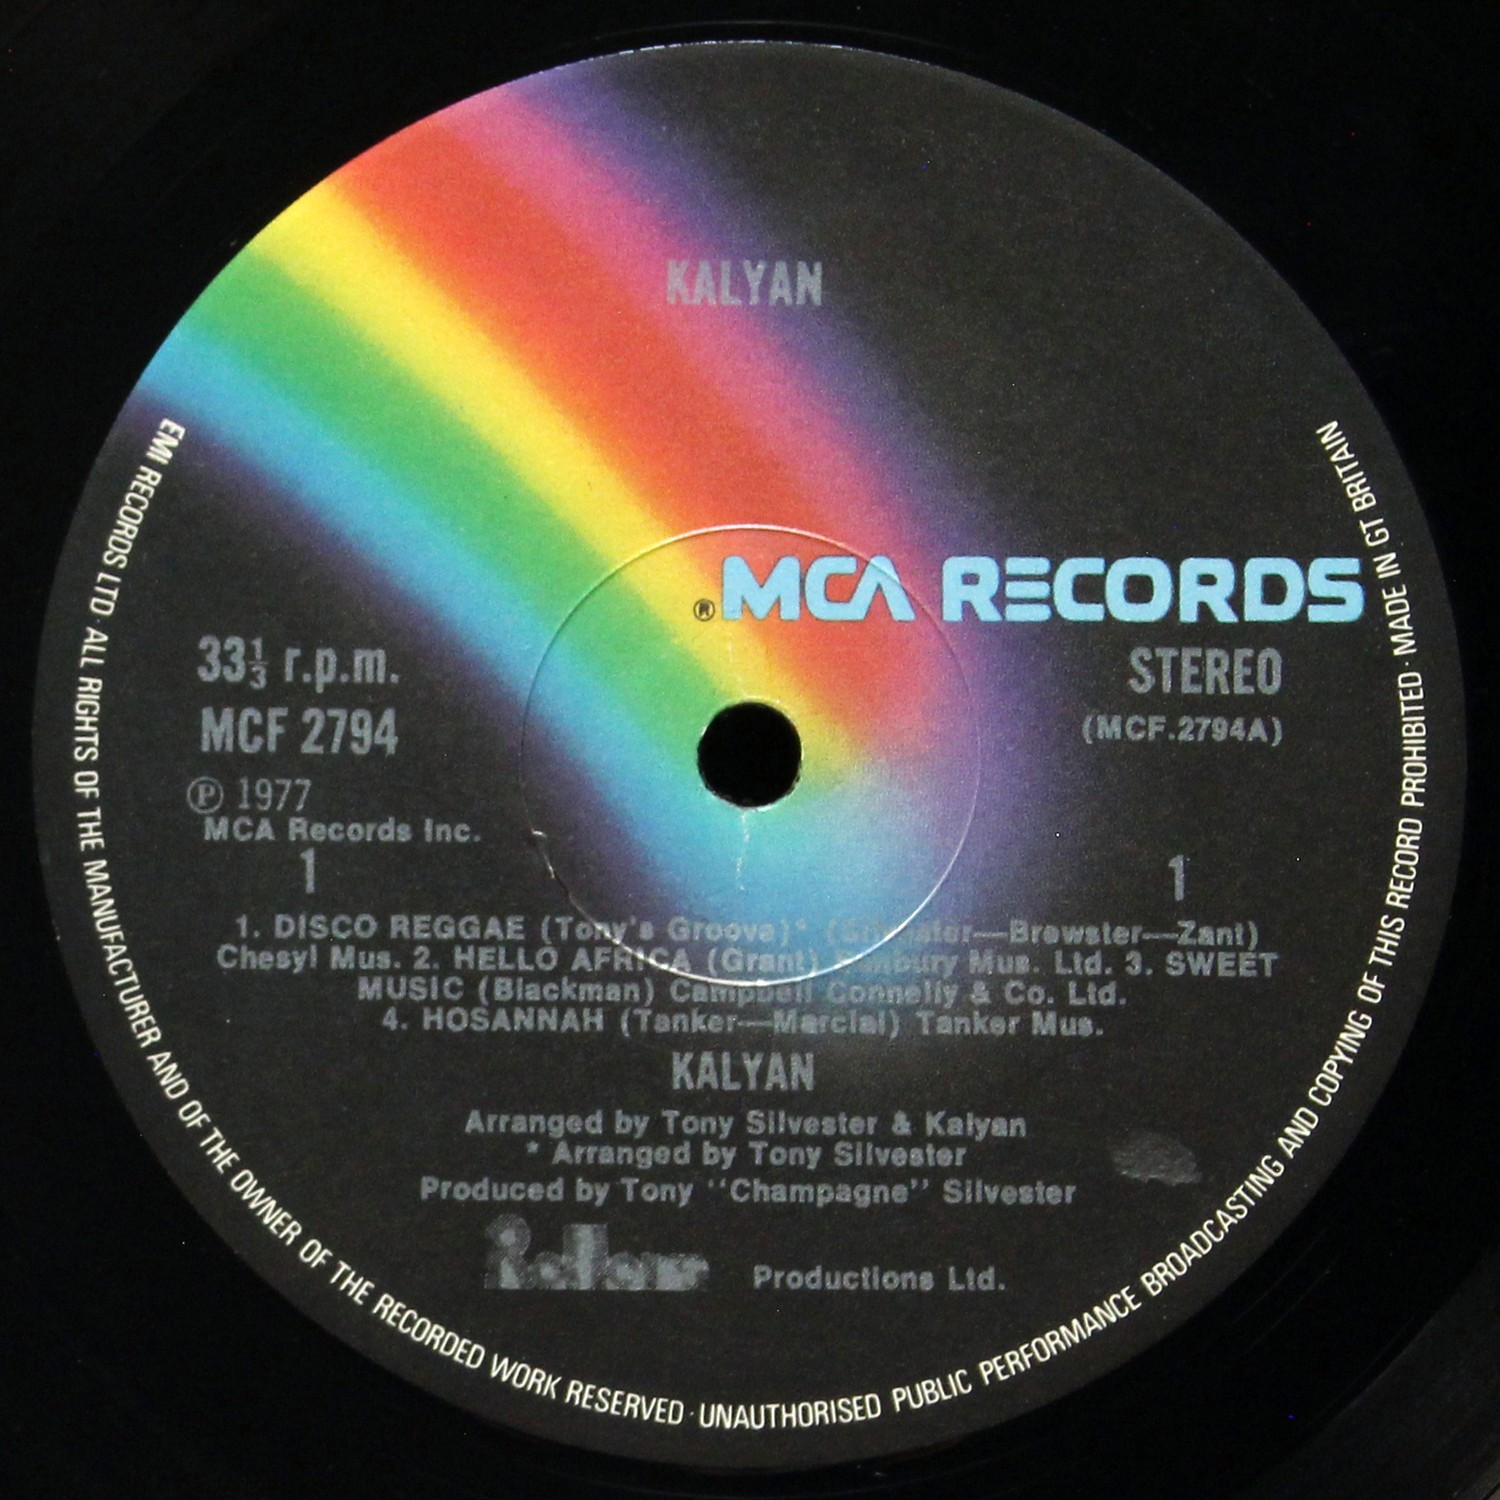 KALYAN
® MCA RECORDS
33⅓ r.p.m.
STEREO
MCF 2794
(MCF.2794A)
℗ 1977
MCA Records Inc.
1
1
1. DISCO REGGAE (Tony's Groove)* (Silvester—Brewster—Zant)
Chesyl Mus. 2. HELLO AFRICA (Grant) Mus. Ltd. 3. SWEET
MUSIC (Blackman) Campbell Connelly & Co. Ltd.
4. HOSANNAH (Tanker—Marcial) Tanker Mus.
KALYAN
Arranged by Tony Silvester & Kalyan
* Arranged by Tony Silvester
Produced by Tony "Champagne" Silvester
Productions Ltd.
EMI RECORDS LTD · ALL RIGHTS OF THE MANUFACTURER AND OF THE OWNER OF THE RECORDED WORK RESERVED · UNAUTHORISED PUBLIC PERFORMANCE BROADCASTING AND COPYING OF THIS RECORD PROHIBITED · MADE IN GT BRITAIN